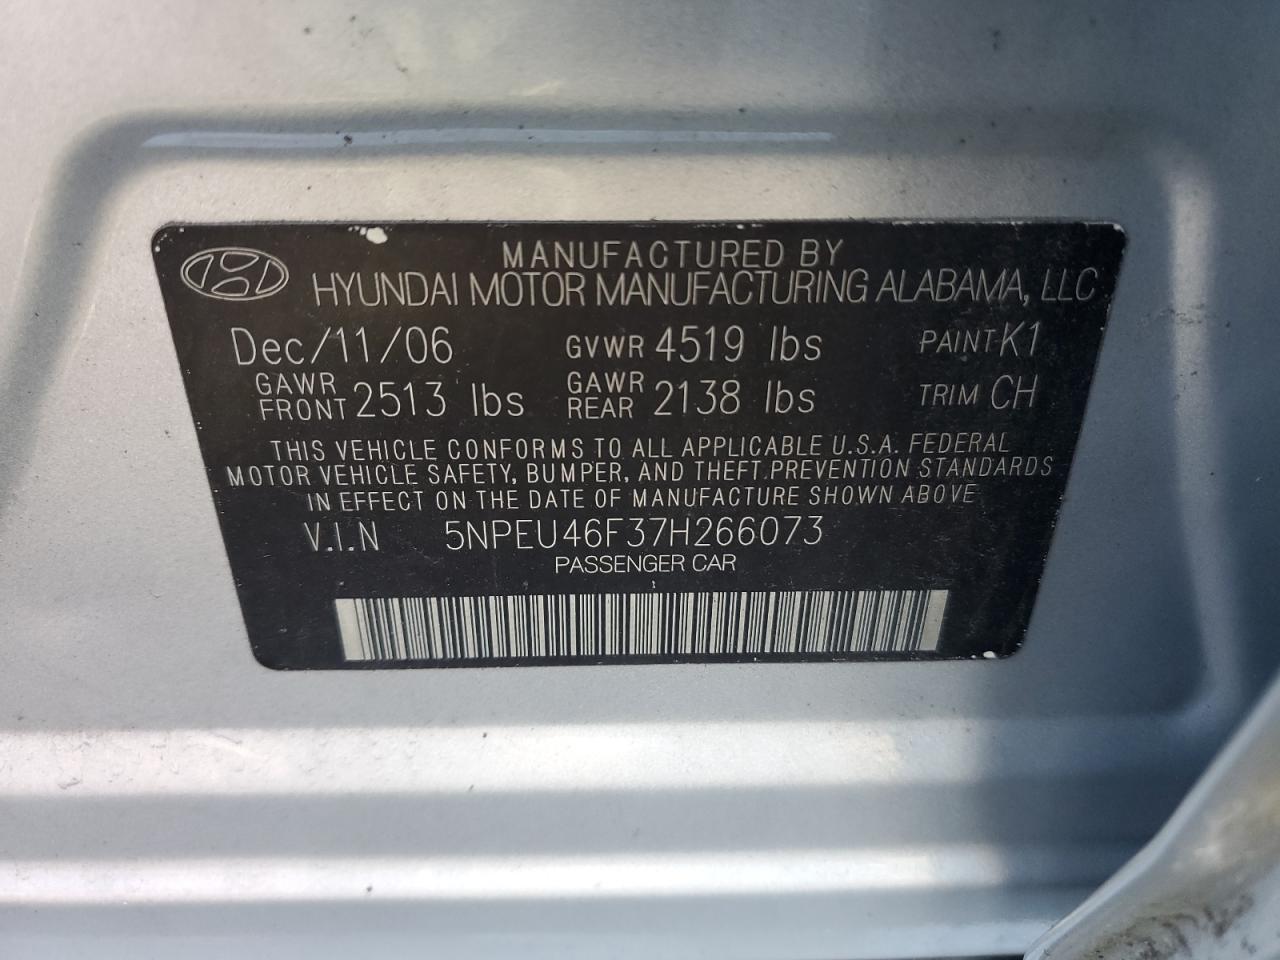 MANUFACTURED BY
HYUNDAI MOTOR MANUFACTURING ALABAMA, LLC
Dec/11/06 GVWR 4519 lbs PAINT K1
GAWR FRONT 2513 lbs GAWR REAR 2138 lbs TRIM CH
THIS VEHICLE CONFORMS TO ALL APPLICABLE U.S.A. FEDERAL
MOTOR VEHICLE SAFETY, BUMPER, AND THEFT PREVENTION STANDARDS
IN EFFECT ON THE DATE OF MANUFACTURE SHOWN ABOVE
V.I.N 5NPEU46F37H266073
PASSENGER CAR